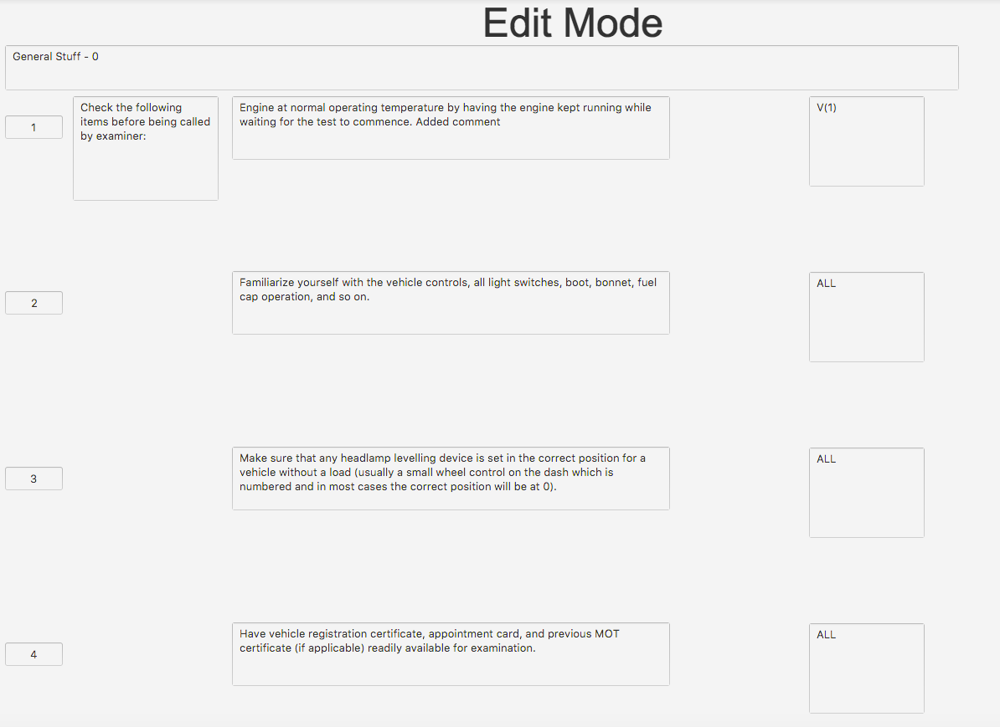 Edit Mode
General Stuff - 0
1
Check the following
items before being called
by examiner:
Engine at normal operating temperature by having the engine kept running while
waiting for the test to commence. Added comment
V(1)
2
Familiarize yourself with the vehicle controls, all light switches, boot, bonnet, fuel
cap operation, and so on.
ALL
3
Make sure that any headlamp levelling device is set in the correct position for a
vehicle without a load (usually a small wheel control on the dash which is
numbered and in most cases the correct position will be at 0).
ALL
4
Have vehicle registration certificate, appointment card, and previous MOT
certificate (if applicable) readily available for examination.
ALL